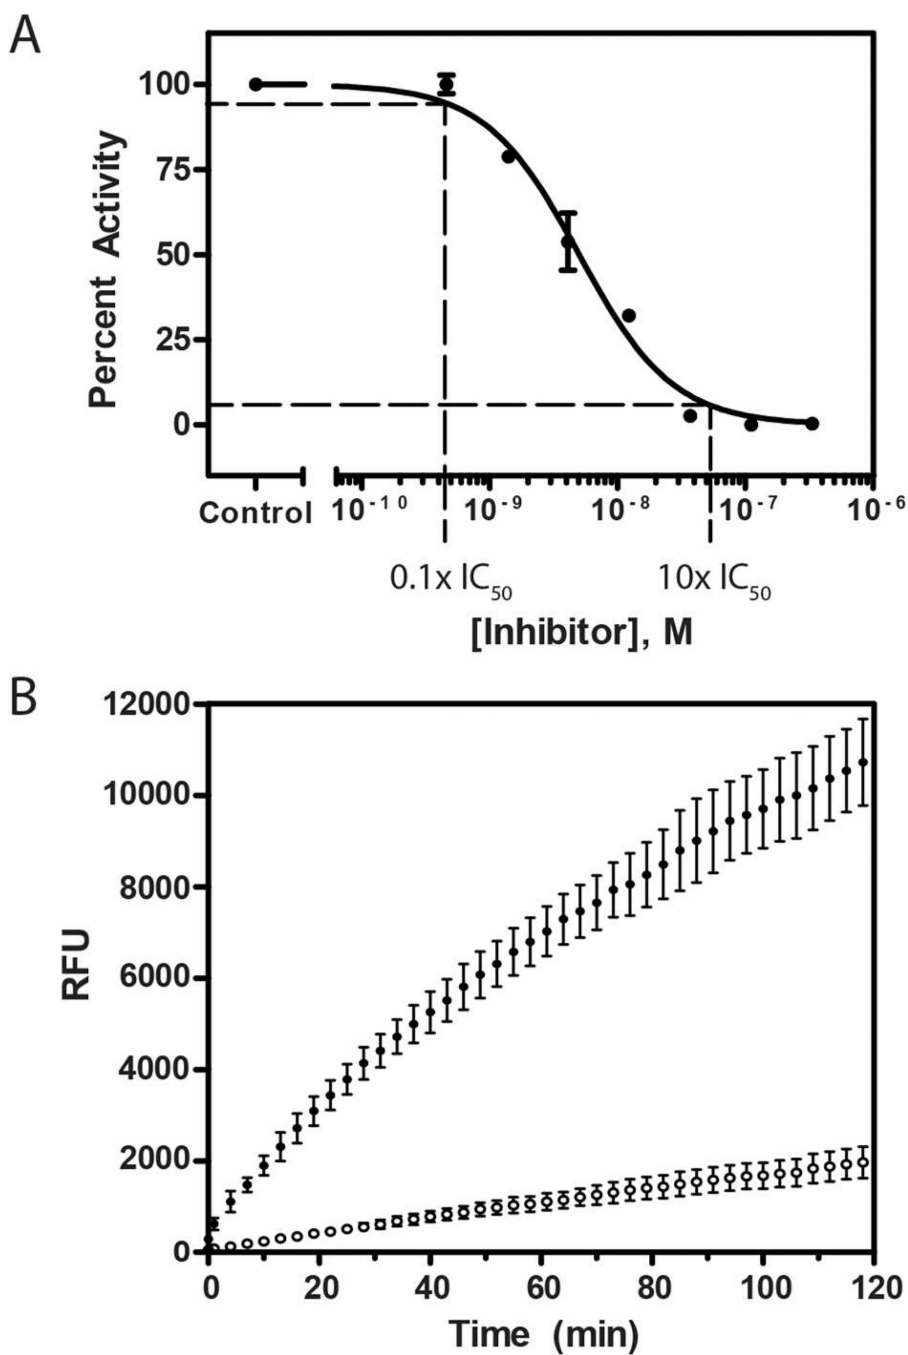 A
100
75
50
25
0
Percent Activity
Control 10⁻¹⁰ 10⁻⁹ 10⁻⁸ 10⁻⁷ 10⁻⁶
0.1x IC₅₀ 10x IC₅₀
[Inhibitor], M
B
12000
10000
8000
6000
4000
2000
0
RFU
0 20 40 60 80 100 120
Time (min)